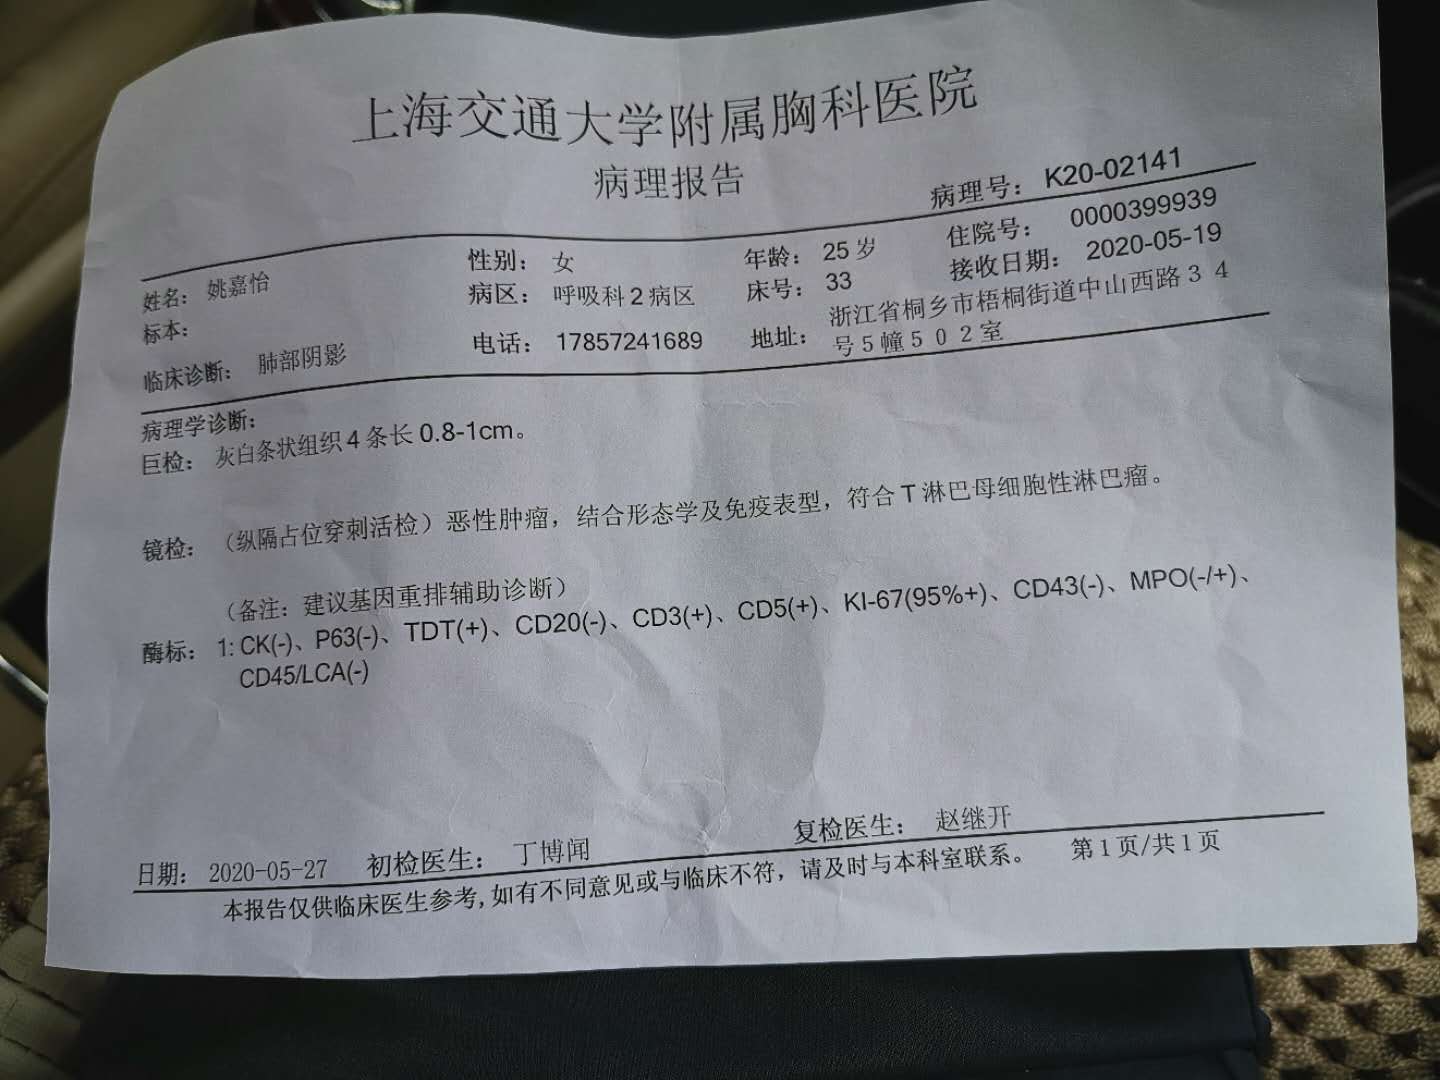 上海交通大学附属胸科医院
病理报告
病理号: K20-02141
姓名: 姚嘉怡 性别: 女 年龄: 25岁 住院号: 0000399939
标本: 病区: 呼吸科2病区 床号: 33 接收日期: 2020-05-19
临床诊断: 肺部阴影 电话: 17857241689 地址: 浙江省桐乡市梧桐街道中山西路34
号5幢502室
病理学诊断:
巨检: 灰白条状组织4条长0.8-1cm。
镜检: (纵隔占位穿刺活检)恶性肿瘤,结合形态学及免疫表型,符合T淋巴母细胞性淋巴瘤。
(备注:建议基因重排辅助诊断)
酶标: 1: CK(-)、P63(-)、TDT(+)、CD20(-)、CD3(+)、CD5(+)、KI-67(95%+)、CD43(-)、MPO(-/+)、
CD45/LCA(-)
日期: 2020-05-27 初检医生: 丁博闻 复检医生: 赵继开
本报告仅供临床医生参考,如有不同意见或与临床不符,请及时与本科室联系。 第1页/共1页